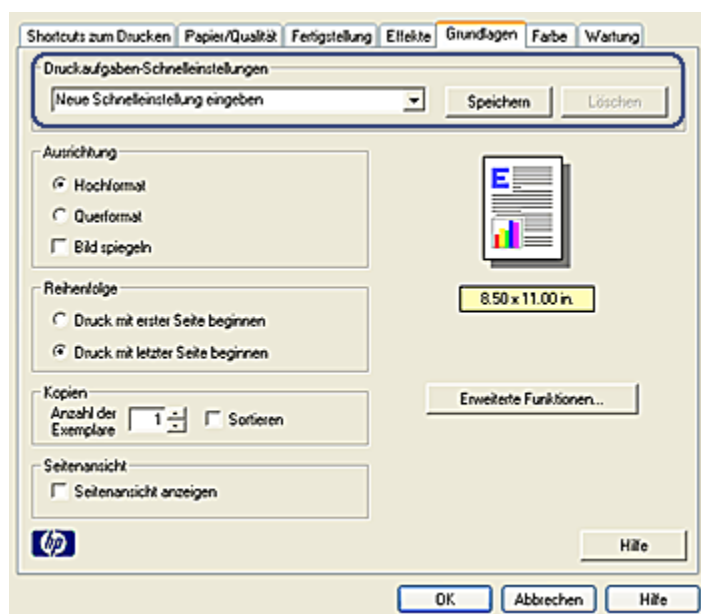 Shortcuts zum Drucken Papier/Qualität Fertigstellung Effekte Grundlagen Farbe Wartung
Druckaufgaben-Schnelleinstellungen
Neue Schnelleinstellung eingeben Speichern Löschen
Ausrichtung
Hochformat
Querformat
Bild spiegeln
E
8.50 x 11.00 in.
Reihenfolge
Druck mit erster Seite beginnen
Druck mit letzter Seite beginnen
Kopien
Anzahl der
Exemplare 1 Sortieren
Erweiterte Funktionen...
Seitenansicht
Seitenansicht anzeigen
hp
Hilfe
OK Abbrechen Hilfe